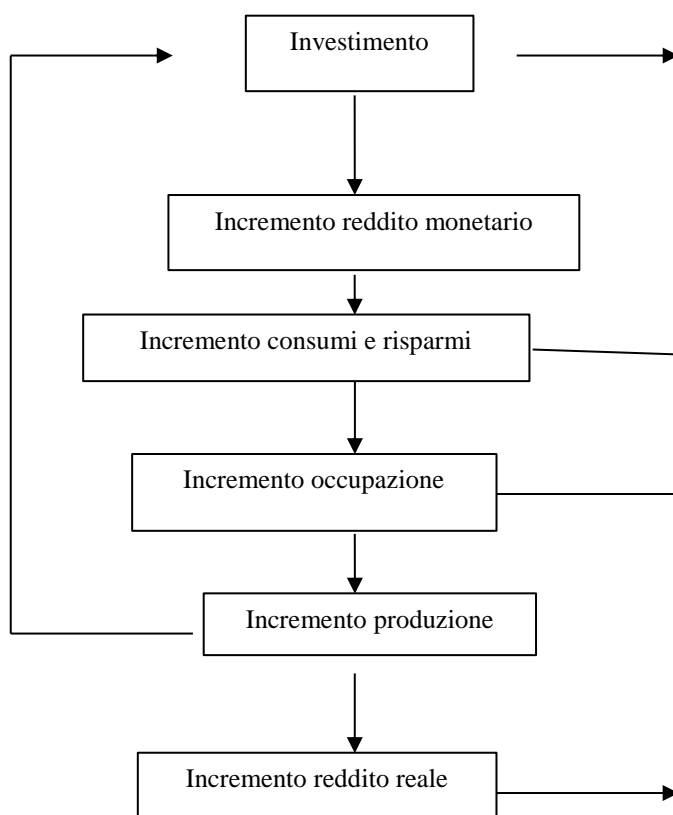 Investimento
Incremento reddito monetario
Incremento consumi e risparmi
Incremento occupazione
Incremento produzione
Incremento reddito reale